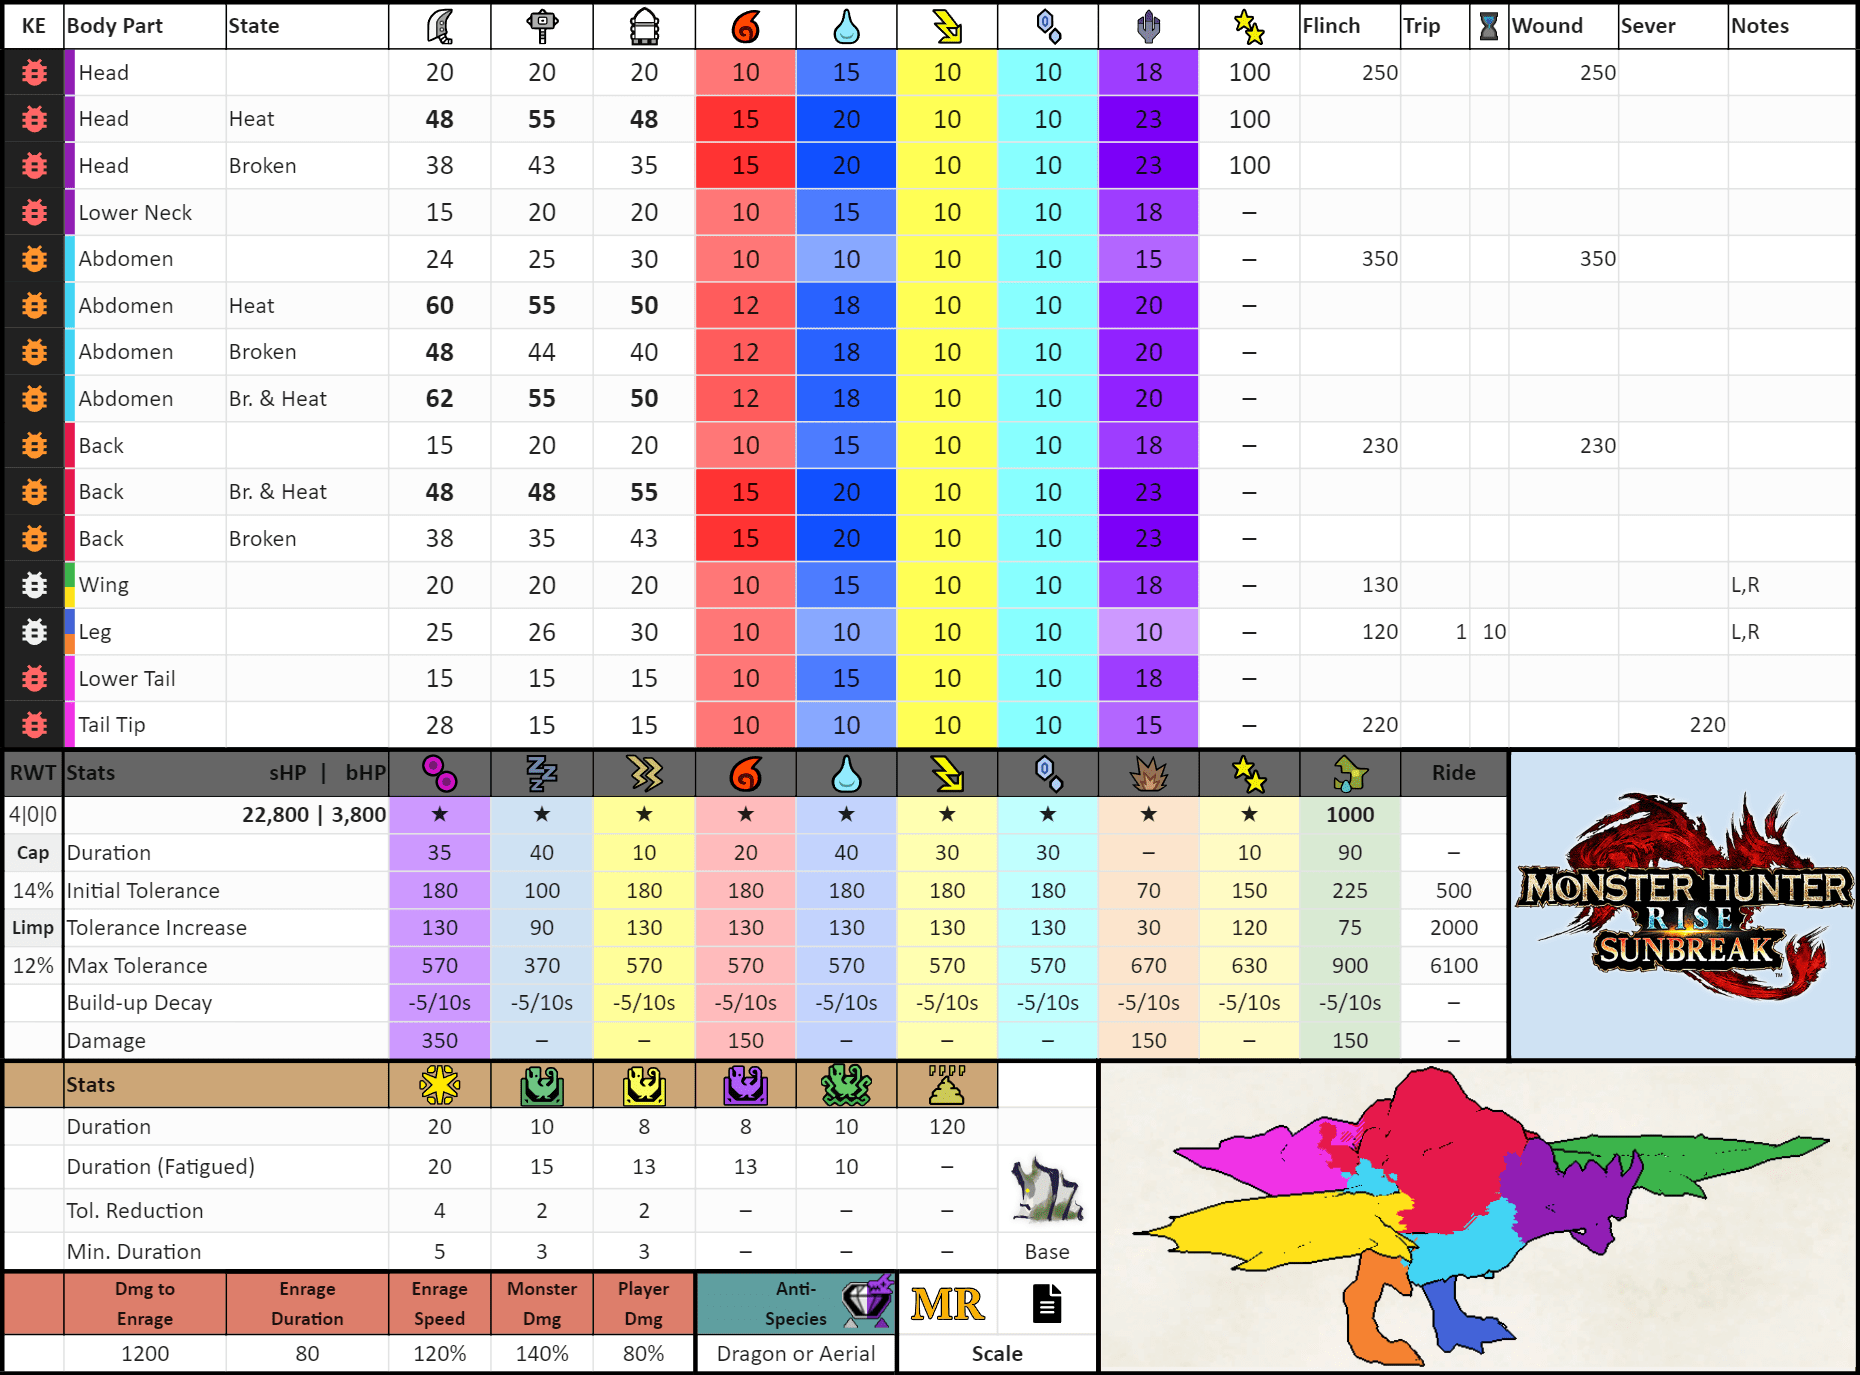 KE Body Part State Flinch Trip Wound Sever Notes
Head 20 20 20 10 15 10 10 18 100 250 250
Head Heat 48 55 48 15 20 10 10 23 100
Head Broken 38 43 35 15 20 10 10 23 100
Lower Neck 15 20 20 10 15 10 10 18 –
Abdomen 24 25 30 10 10 10 10 15 – 350 350
Abdomen Heat 60 55 50 12 18 10 10 20 –
Abdomen Broken 48 44 40 12 18 10 10 20 –
Abdomen Br. & Heat 62 55 50 12 18 10 10 20 –
Back 15 20 20 10 15 10 10 18 – 230 230
Back Br. & Heat 48 48 55 15 20 10 10 23 –
Back Broken 38 35 43 15 20 10 10 23 –
Wing 20 20 20 10 15 10 10 18 – 130 L,R
Leg 25 26 30 10 10 10 10 10 – 120 1 10 L,R
Lower Tail 15 15 15 10 15 10 10 18 –
Tail Tip 28 15 15 10 10 10 10 15 – 220 220
RWT Stats sHP | bHP Ride
4|0|0 22,800 | 3,800 ★ ★ ★ ★ ★ ★ ★ ★ ★ 1000
Cap Duration 35 40 10 20 40 30 30 – 10 90 –
14% Initial Tolerance 180 100 180 180 180 180 180 70 150 225 500
Limp Tolerance Increase 130 90 130 130 130 130 130 30 120 75 2000
12% Max Tolerance 570 370 570 570 570 570 570 670 630 900 6100
Build-up Decay -5/10s -5/10s -5/10s -5/10s -5/10s -5/10s -5/10s -5/10s -5/10s -5/10s –
Damage 350 – – 150 – – – 150 – 150 –
MONSTER HUNTER
RISE
SUNBREAK
TM
Stats
Duration 20 10 8 8 10 120
Duration (Fatigued) 20 15 13 13 10 –
Tol. Reduction 4 2 2 – – –
Min. Duration 5 3 3 – – – Base
Dmg to Enrage Enrage Monster Player Anti-
Enrage Duration Speed Dmg Dmg Species MR
1200 80 120% 140% 80% Dragon or Aerial Scale